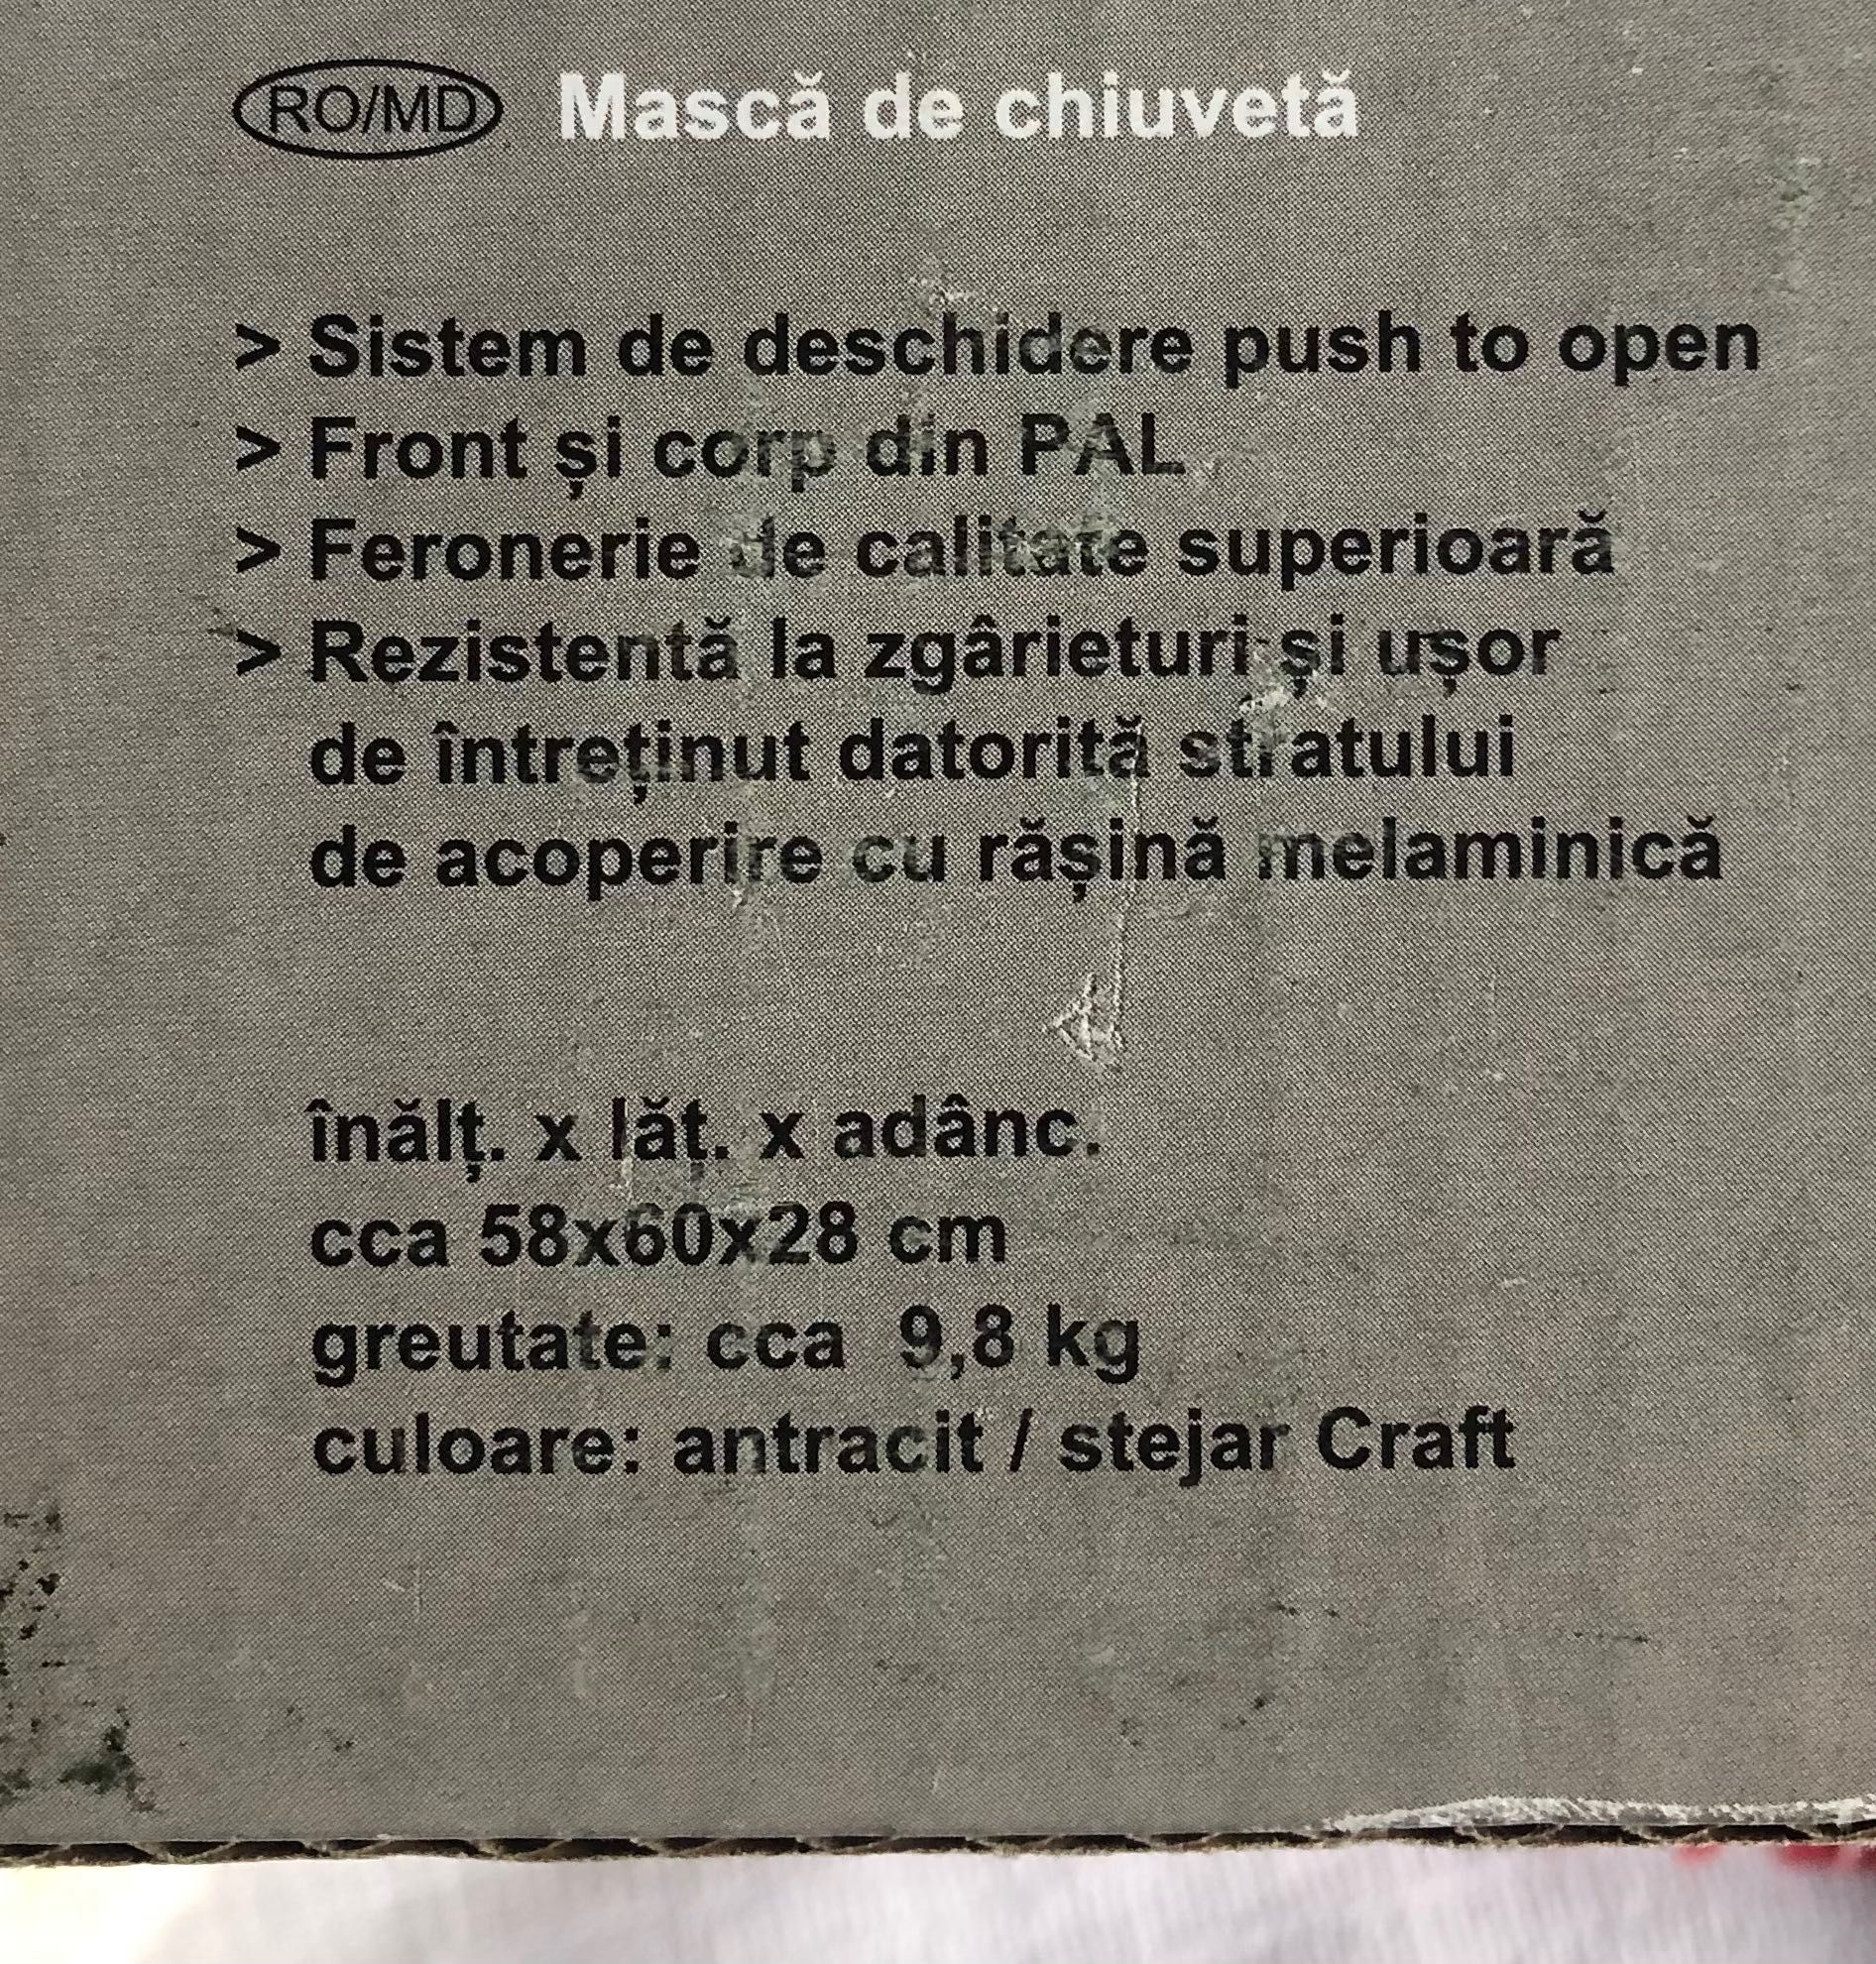 RO/MD Mască de chiuvetă
> Sistem de deschidere push to open
> Front și corp din PAL
> Feronerie de calitate superioară
> Rezistentă la zgârieturi și ușor
de întreținut datorită stratului
de acoperire cu rășină melaminică
înălț. x lăț. x adânc.
cca 58x60x28 cm
greutate: cca 9,8 kg
culoare: antracit / stejar Craft